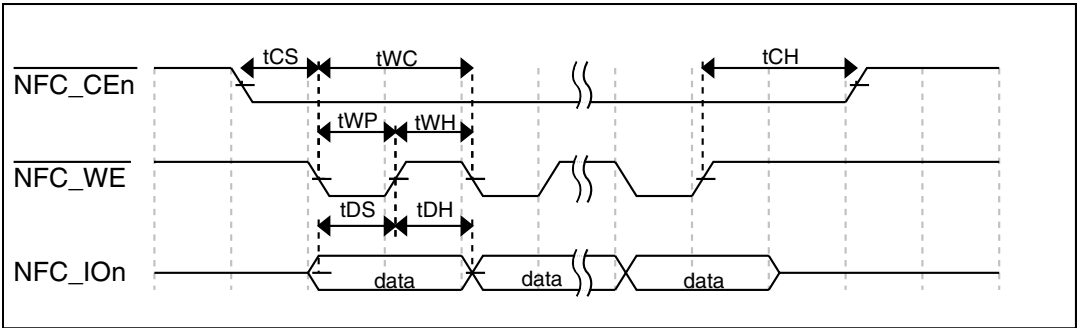 tCS tWC tCH
NFC_CEn
tWP tWH
NFC_WE
tDS tDH
NFC_IOn
data data data